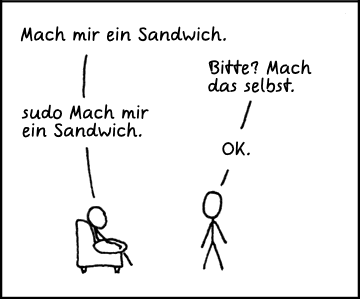 Mach mir ein Sandwich.
Bitte? Mach
das selbst.
sudo Mach mir
ein Sandwich.
OK.